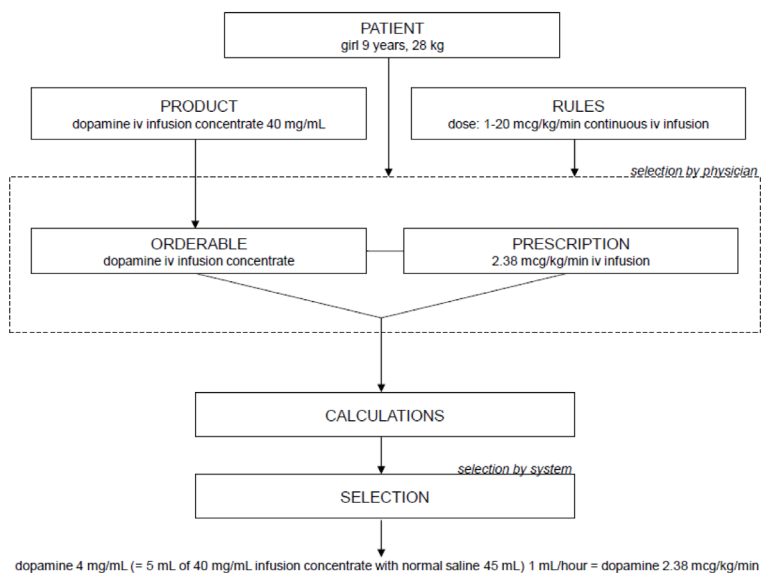 PATIENT
girl 9 years, 28 kg
PRODUCT
dopamine iv infusion concentrate 40 mg/mL
RULES
dose: 1-20 mcg/kg/min continuous iv infusion
selection by physician
ORDERABLE
dopamine iv infusion concentrate
PRESCRIPTION
2.38 mcg/kg/min iv infusion
CALCULATIONS
selection by system
SELECTION
dopamine 4 mg/mL (= 5 mL of 40 mg/mL infusion concentrate with normal saline 45 mL) 1 mL/hour = dopamine 2.38 mcg/kg/min